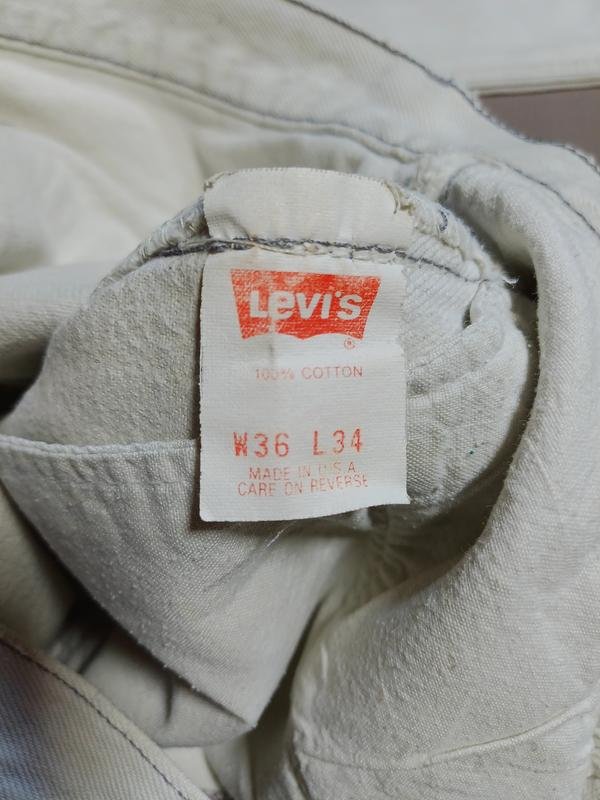 Levi's
®
100% COTTON
W36 L34
MADE IN U.S.A
CARE ON REVERSE